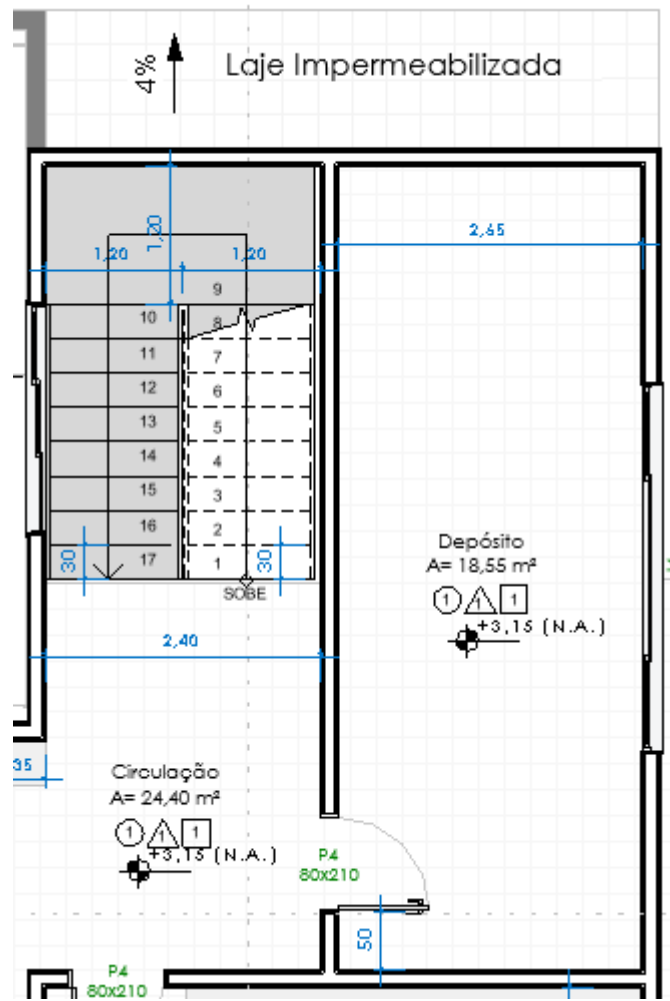 4%
Laje Impermeabilizada
1,20
1,20
1,20
2,65
9
10
8
11
7
12
6
13
5
14
4
15
3
16
2
17
1
30
30
SOBE
2,40
Depósito
A= 18,55 m²
1 1 1
+3,15 (N.A.)
35
Circulação
A= 24,40 m²
1 1 1
+3,15 (N.A.)
P4
80x210
50
P4
80x210